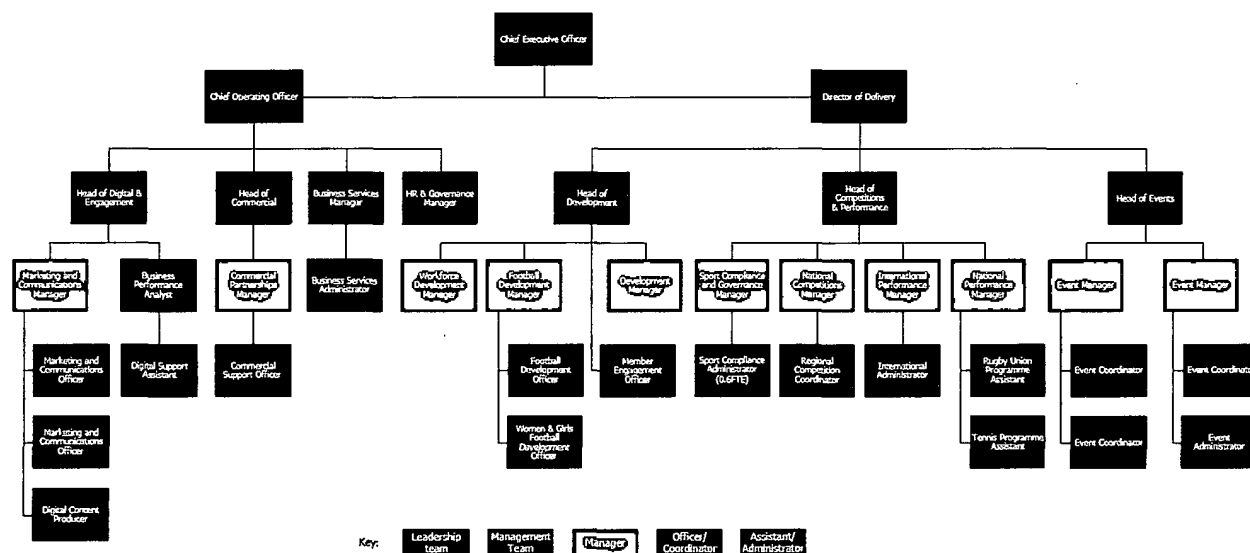 Chief Executive Officer
Chief Operating Officer
Director of Delivery
Head of Digital &
Engagement
Head of
Commercial
Business Services
Manager
HR & Governance
Manager
Head of
Development
Head of
Competitions
& Performance
Head of Events
Marketing and
Communications
Manager
Business
Performance
Analyst
Commercial
Partnerships
Manager
Business Services
Administrator
Workforce
Development
Manager
Football
Development
Manager
Development
Manager
Sport Compliance
and Governance
Manager
National
Competitions
Manager
International
Performance
Manager
National
Performance
Manager
Event Manager
Event Manager
Marketing and
Communications
Officer
Digital Support
Assistant
Commercial
Support Officer
Football
Development
Officer
Member
Engagement
Officer
Sport Compliance
Administrator
(0.6FTE)
Regional
Competition
Coordinator
International
Administrator
Rugby Union
Programme
Assistant
Event Coordinator
Event Coordinator
Marketing and
Communications
Officer
Women & Girls
Football
Development
Officer
Tennis Programme
Assistant
Event Coordinator
Event
Administrator
Digital Content
Producer
Key:
Leadership
team
Management
Team
Manager
Officer/
Coordinator
Assistant/
Administrator